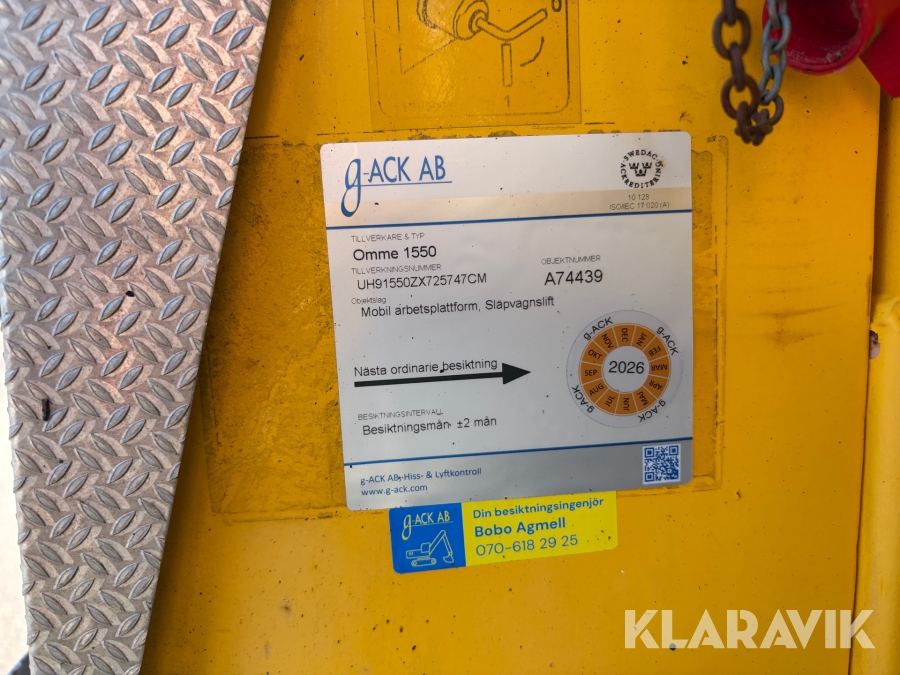 1
g-ACK AB
SWEDAC
ACKREDITERING
10 128
ISO/IEC 17 020 (A)
TILLVERKARE & TYP
Omme 1550
TILLVERKNINGSNUMMER
UH91550ZX725747CM
OBJEKTNUMMER
A74439
Objektslag
Mobil arbetsplattform, Släpvagnslift
Nästa ordinarie besiktning
g-ACK
g-ACK
g-ACK
g-ACK
DEC
JAN
FEB
MAR
APR
MAJ
JUN
JUL
AUG
SEP
OKT
NOV
2026
BESIKTNINGSINTERVALL
Besiktningsmån ±2 mån
g-ACK AB, Hiss- & Lyftkontroll
www.g-ack.com
g-ACK AB
Din besiktningsingenjör
Bobo Agmell
070-618 29 25
KLARAVIK